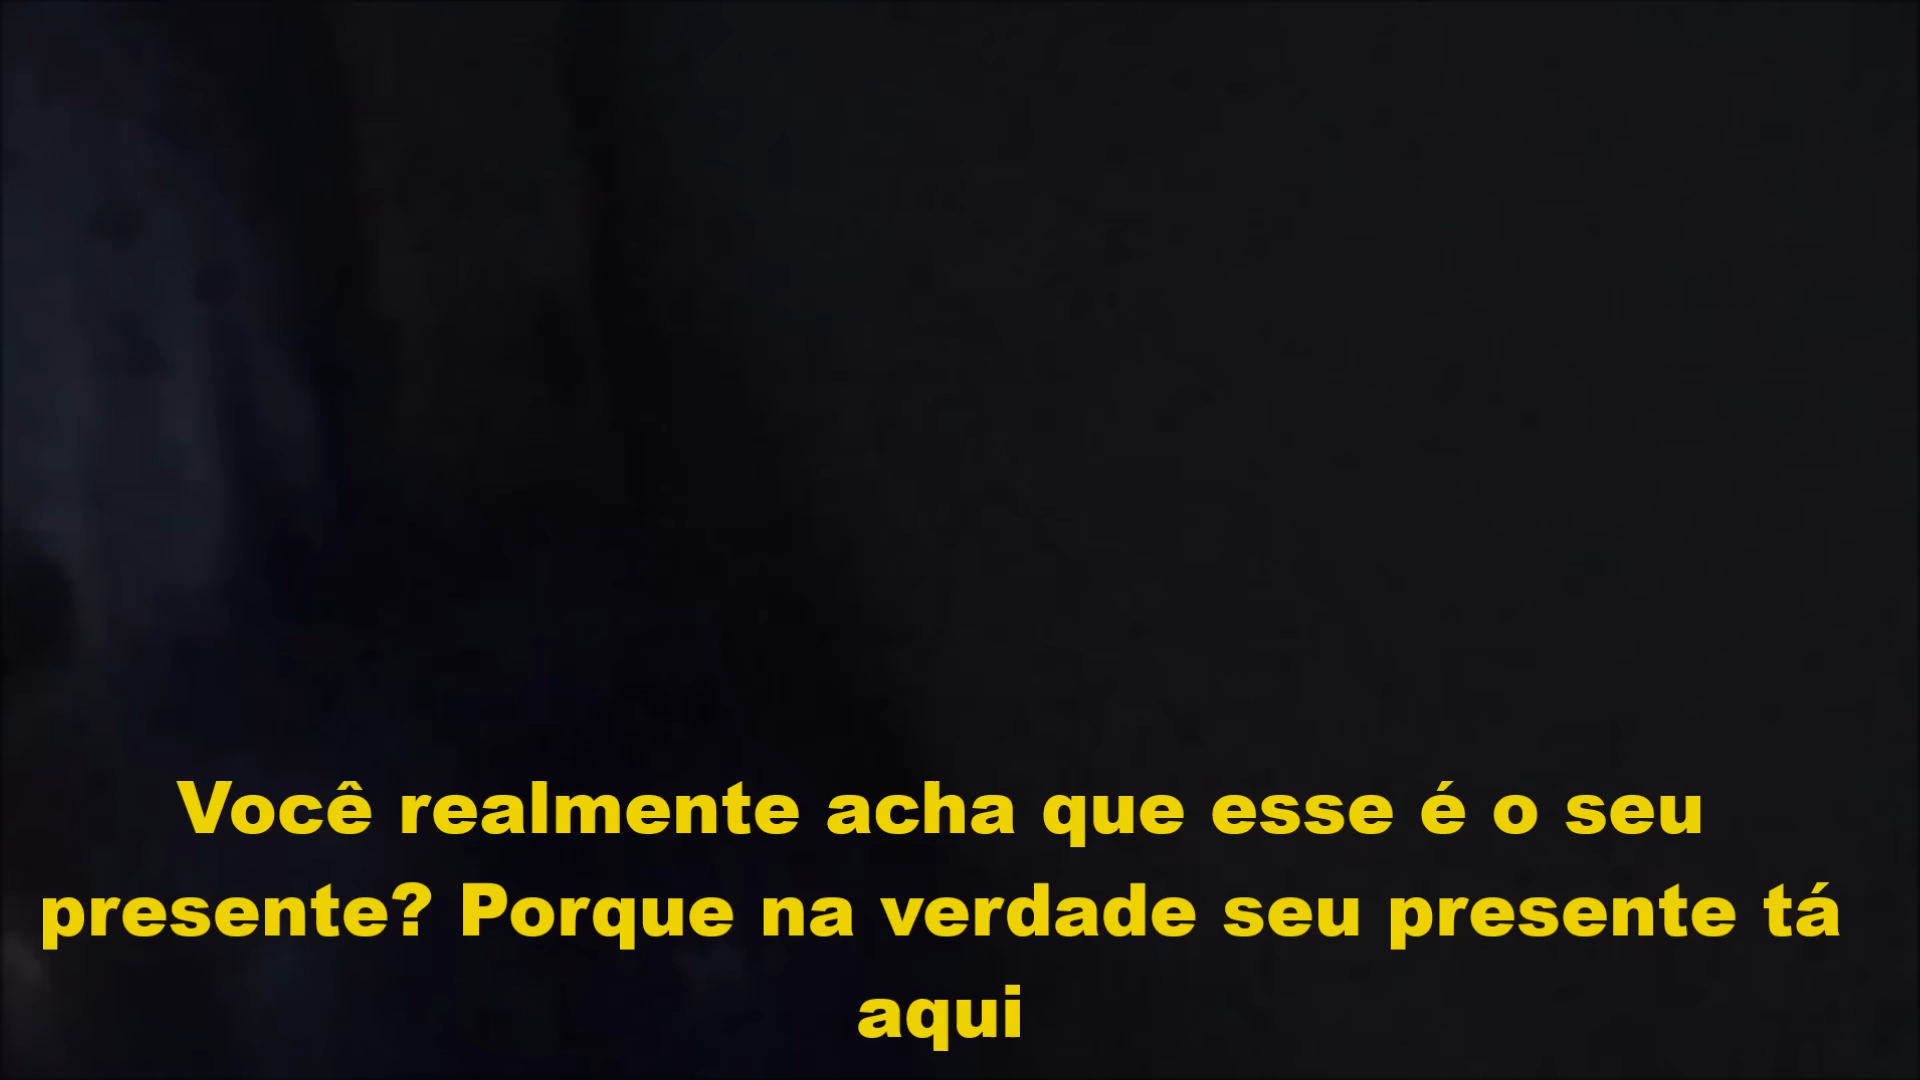 Você realmente acha que esse é o seu
presente? Porque na verdade seu presente tá
aqui